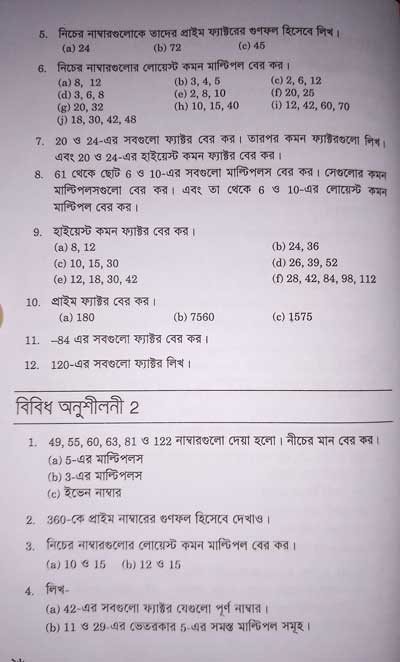 5. নিচের নাম্বারগুলোকে তাদের প্রাইম ফ্যাক্টরের গুণফল হিসেবে লিখ।
(a) 24 (b) 72 (c) 45
6. নিচের নাম্বারগুলোর লোয়েস্ট কমন মাল্টিপল বের কর।
(a) 8, 12 (b) 3, 4, 5 (c) 2, 6, 12
(d) 3, 6, 8 (e) 2, 8, 10 (f) 20, 25
(g) 20, 32 (h) 10, 15, 40 (i) 12, 42, 60, 70
(j) 18, 30, 42, 48
7. 20 ও 24-এর সবগুলো ফ্যাক্টর বের কর। তারপর কমন ফ্যাক্টরগুলো লিখ।
এবং 20 ও 24-এর হাইয়েস্ট কমন ফ্যাক্টর বের কর।
8. 61 থেকে ছোট 6 ও 10-এর সবগুলো মাল্টিপলস বের কর। সেগুলোর কমন
মাল্টিপলসগুলো বের কর। এবং তা থেকে 6 ও 10-এর লোয়েস্ট কমন
মাল্টিপল বের কর।
9. হাইয়েস্ট কমন ফ্যাক্টর বের কর।
(a) 8, 12 (b) 24, 36
(c) 10, 15, 30 (d) 26, 39, 52
(e) 12, 18, 30, 42 (f) 28, 42, 84, 98, 112
10. প্রাইম ফ্যাক্টর বের কর।
(a) 180 (b) 7560 (c) 1575
11. –84 এর সবগুলো ফ্যাক্টর বের কর।
12. 120-এর সবগুলো ফ্যাক্টর লিখ।
বিবিধ অনুশীলনী 2
1. 49, 55, 60, 63, 81 ও 122 নাম্বারগুলো দেয়া হলো। নীচের মান বের কর।
(a) 5-এর মাল্টিপলস
(b) 3-এর মাল্টিপলস
(c) ইভেন নাম্বার
2. 360-কে প্রাইম নাম্বারের গুণফল হিসেবে দেখাও।
3. নিচের নাম্বারগুলোর লোয়েস্ট কমন মাল্টিপল বের কর।
(a) 10 ও 15 (b) 12 ও 15
4. লিখ-
(a) 42-এর সবগুলো ফ্যাক্টর যেগুলো পূর্ণ নাম্বার।
(b) 11 ও 29-এর ভেতরকার 5-এর সমস্ত মাল্টিপল সমূহ।